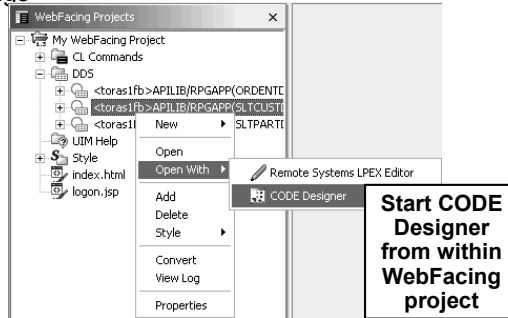 WebFacing Projects
My WebFacing Project
CL Commands
DDS
<toras1fb>APILIB/RPGAPP(ORDENTD
<toras1fb>APILIB/RPGAPP(SLTCUSTD
<toras1
SLTPARTD
UIM Help
Style
index.html
logon.jsp
New
Open
Open With
Add
Delete
Style
Convert
View Log
Properties
Remote Systems LPEX Editor
CODE Designer
Start CODE
Designer
from within
WebFacing
project